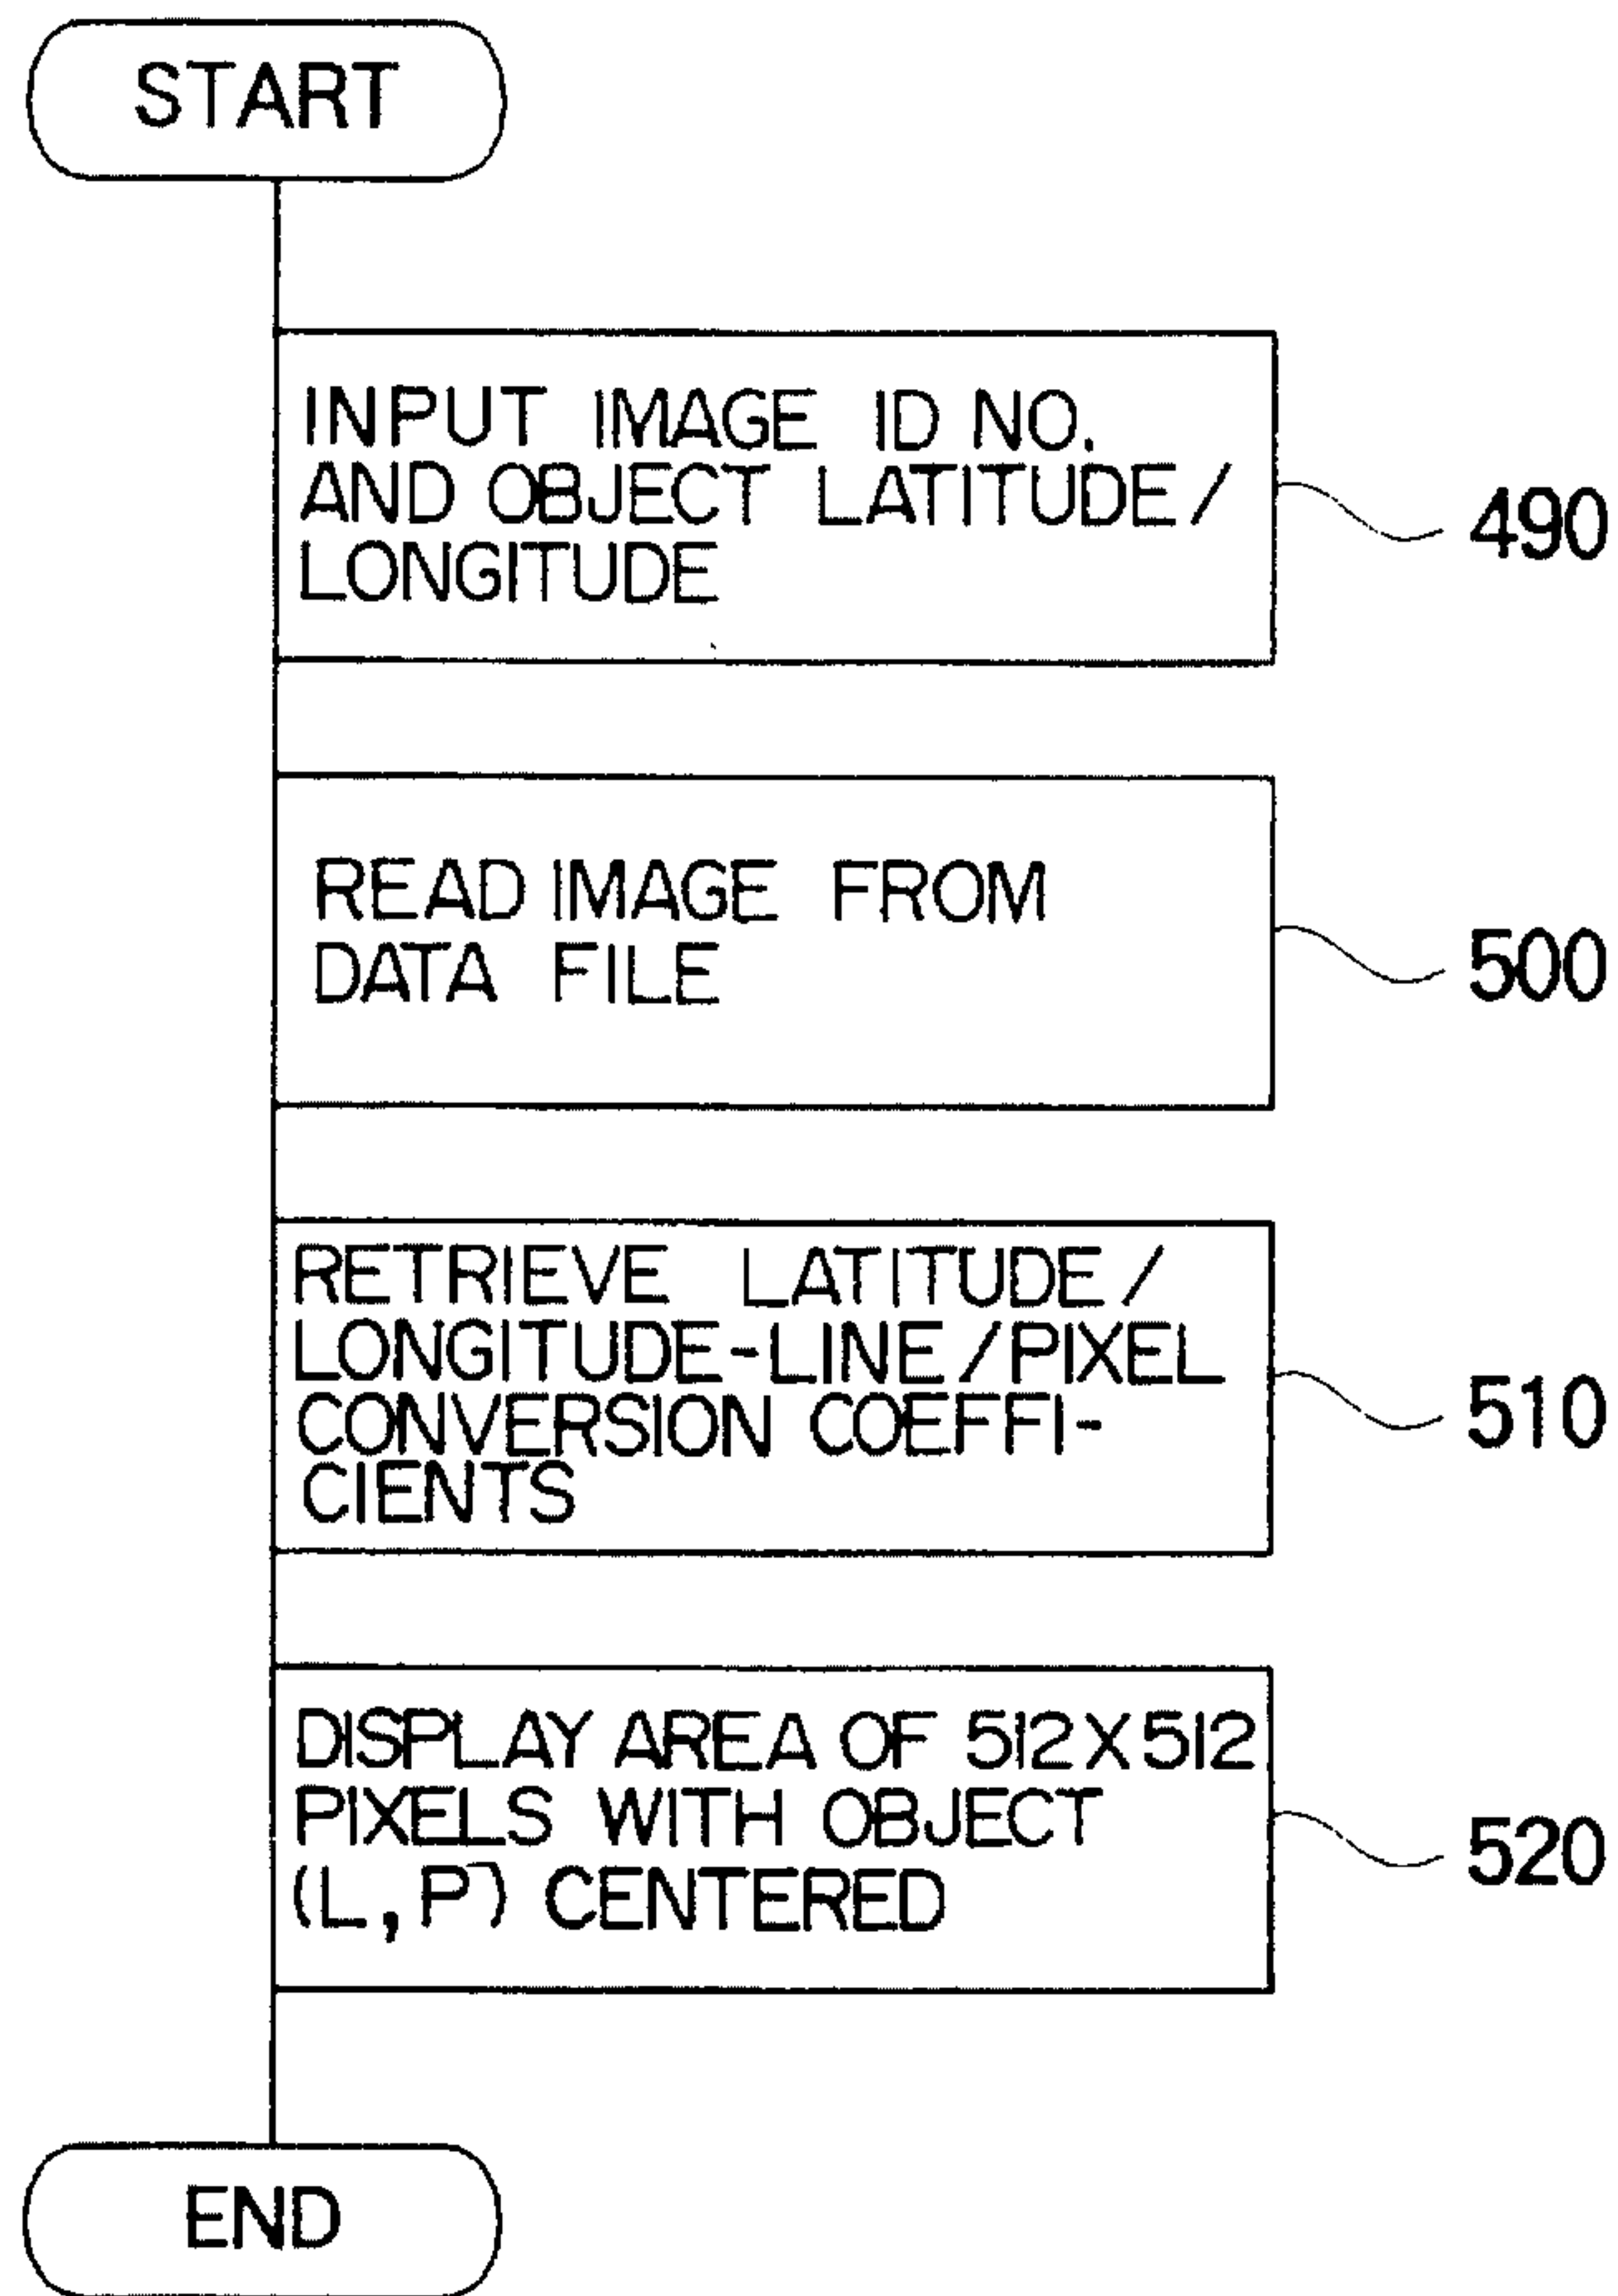 START
INPUT IMAGE ID NO.
AND OBJECT LATITUDE/
LONGITUDE
490
READ IMAGE FROM
DATA FILE
500
RETRIEVE LATITUDE/
LONGITUDE-LINE/PIXEL
CONVERSION COEFFI-
CIENTS
510
DISPLAY AREA OF 512X512
PIXELS WITH OBJECT
(L,P) CENTERED
520
END